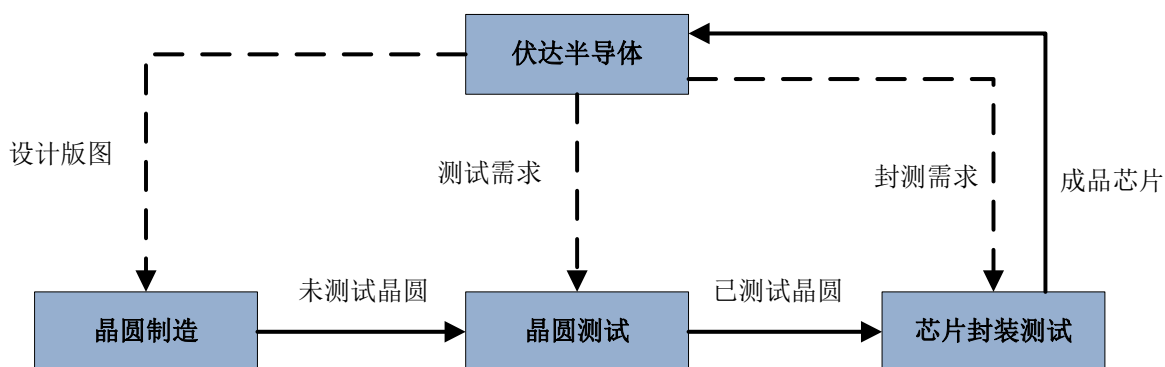 伏达半导体
设计版图
测试需求
封测需求
成品芯片
未测试晶圆
已测试晶圆
晶圆制造
晶圆测试
芯片封装测试